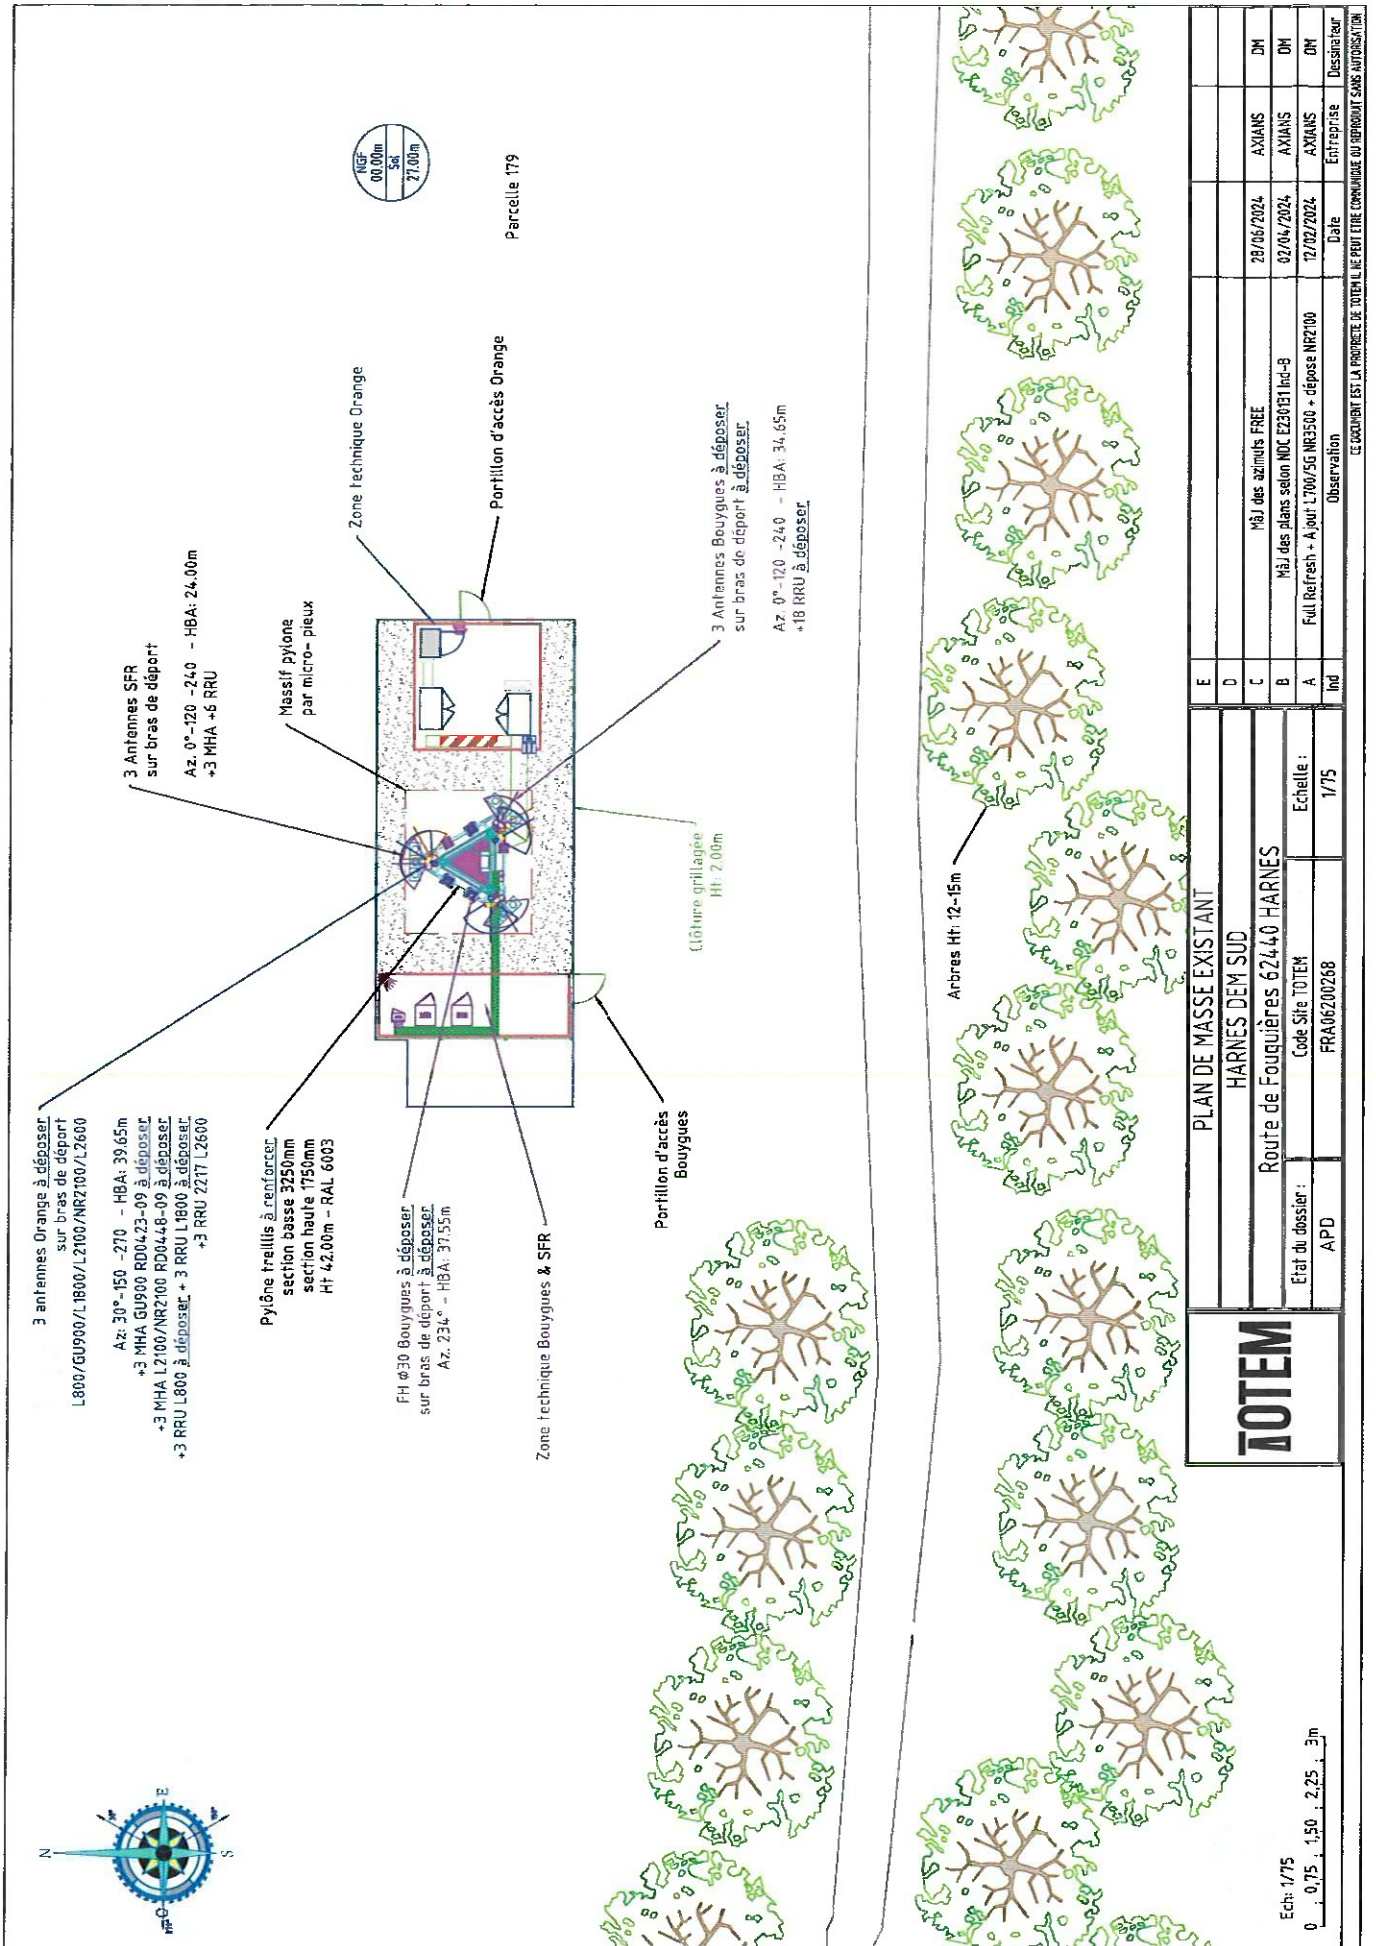 3 antennes Orange à déposer
sur bras de déport
L800/GU900/L1800/L2100/NR2100/L2600
Az: 30°-150 -270 - HBA: 39.65m
+3 MHA GU900 RD0423-09 à déposer
+3 MHA L2100/NR2100 RD0448-09 à déposer
+3 RRU L800 à déposer + 3 RRU L1800 à déposer
+3 RRU 2217 L2600
3 Antennes SFR
sur bras de déport
Az. 0°-120 -240 - HBA: 24.00m
+3 MHA +6 RRU
Pylône treillis à renforcer
section basse 3250mm
section haute 1750mm
Ht 42.00m - RAL 6003
Massif pylone
par micro- pieux
Zone technique Orange
NGF
00.00m
Sol
27.00m
FH Ø30 Bouygues à déposer
sur bras de déport à déposer
Az. 234° - HBA: 37.55m
Portillon d'accès Orange
Parcelle 179
Zone technique Bouygues & SFR
Portillon d'accès
Bouygues
Clôture grillagée
Ht: 2.00m
3 Antennes Bouygues à déposer
sur bras de déport à déposer
Az. 0°-120 -240 - HBA: 34.65m
+18 RRU à déposer
Arbres Ht: 12-15m
N
E
S
O
Ech: 1/75
0 0,75 1,50 2,25 3m
TOTEM
PLAN DE MASSE EXISTANT
HARNES DEM SUD
Route de Fouquières 62440 HARNES
Etat du dossier :
Code Site TOTEM
Echelle :
APD
FRA06200268
1/75
E
D
C Màj des azimuts FREE 28/06/2024 AXIANS DM
B Màj des plans selon NDC E230131 Ind-B 02/04/2024 AXIANS DM
A Full Refresh + Ajout L700/5G NR3500 + dépose NR2100 12/02/2024 AXIANS DM
Ind Observation Date Entreprise Dessinateur
CE DOCUMENT EST LA PROPRIETE DE TOTEM IL NE PEUT ETRE COMMUNIQUE OU REPRODUIT SANS AUTORISATION